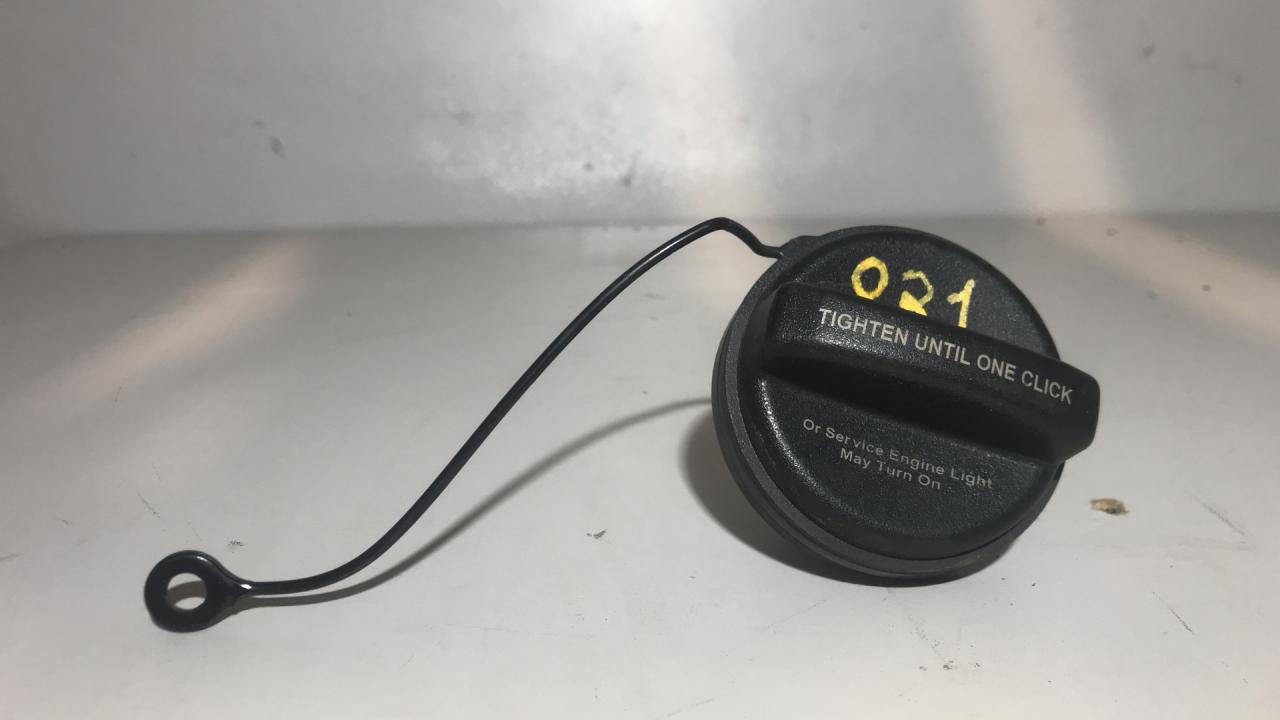 021
TIGHTEN UNTIL ONE CLICK
Or Service Engine Light
May Turn On